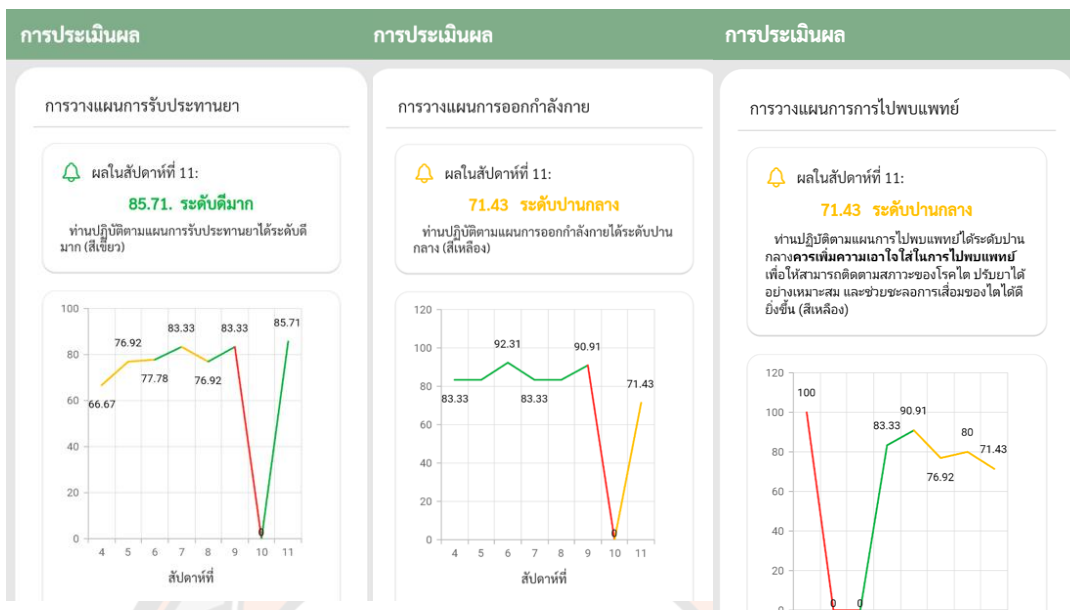 การประเมินผล
การวางแผนการรับประทานยา
ผลในสัปดาห์ที่ 11:
85.71. ระดับดีมาก
ท่านปฏิบัติตามแผนการรับประทานยาได้ระดับดี
มาก (สีเขียว)
100
80
60
40
20
0
66.67
76.92
77.78
83.33
76.92
83.33
0
85.71
4 5 6 7 8 9 10 11
สัปดาห์ที่
การประเมินผล
การวางแผนการออกกำลังกาย
ผลในสัปดาห์ที่ 11:
71.43 ระดับปานกลาง
ท่านปฏิบัติตามแผนการออกกำลังกายได้ระดับปาน
กลาง (สีเหลือง)
120
100
80
60
40
20
0
83.33
92.31
83.33
90.91
0
71.43
4 5 6 7 8 9 10 11
สัปดาห์ที่
การประเมินผล
การวางแผนการการไปพบแพทย์
ผลในสัปดาห์ที่ 11:
71.43 ระดับปานกลาง
ท่านปฏิบัติตามแผนการไปพบแพทย์ได้ระดับปาน
กลางควรเพิ่มความเอาใจใส่ในการไปพบแพทย์
เพื่อให้สามารถติดตามสภาวะของโรคไต ปรับยาได้
อย่างเหมาะสม และช่วยชะลอการเสื่อมของไตได้ดี
ยิ่งขึ้น (สีเหลือง)
120
100
80
60
40
20
0
100
0
0
83.33
90.91
76.92
80
71.43